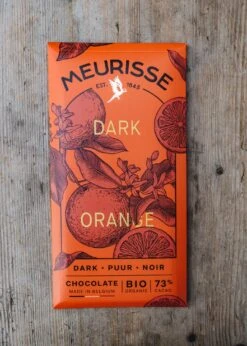 MEURISSE
EST. 1845
DARK
ORANGE
DARK • PUUR • NOIR
CHOCOLATE BIO 73%
MADE IN BELGIUM ORGANIC CACAO